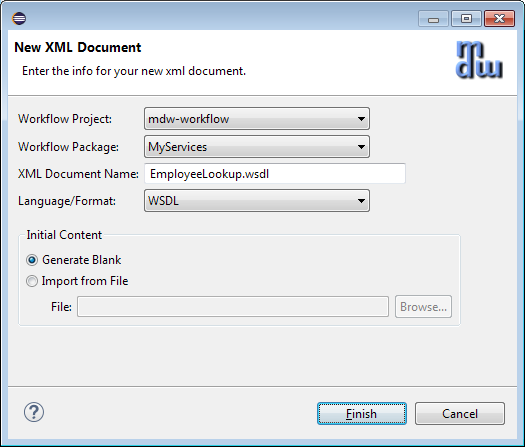 New XML Document
Enter the info for your new xml document.
mdw
Workflow Project: mdw-workflow
Workflow Package: MyServices
XML Document Name: EmployeeLookup.wsdl
Language/Format: WSDL
Initial Content
Generate Blank
Import from File
File: Browse...
? Finish Cancel